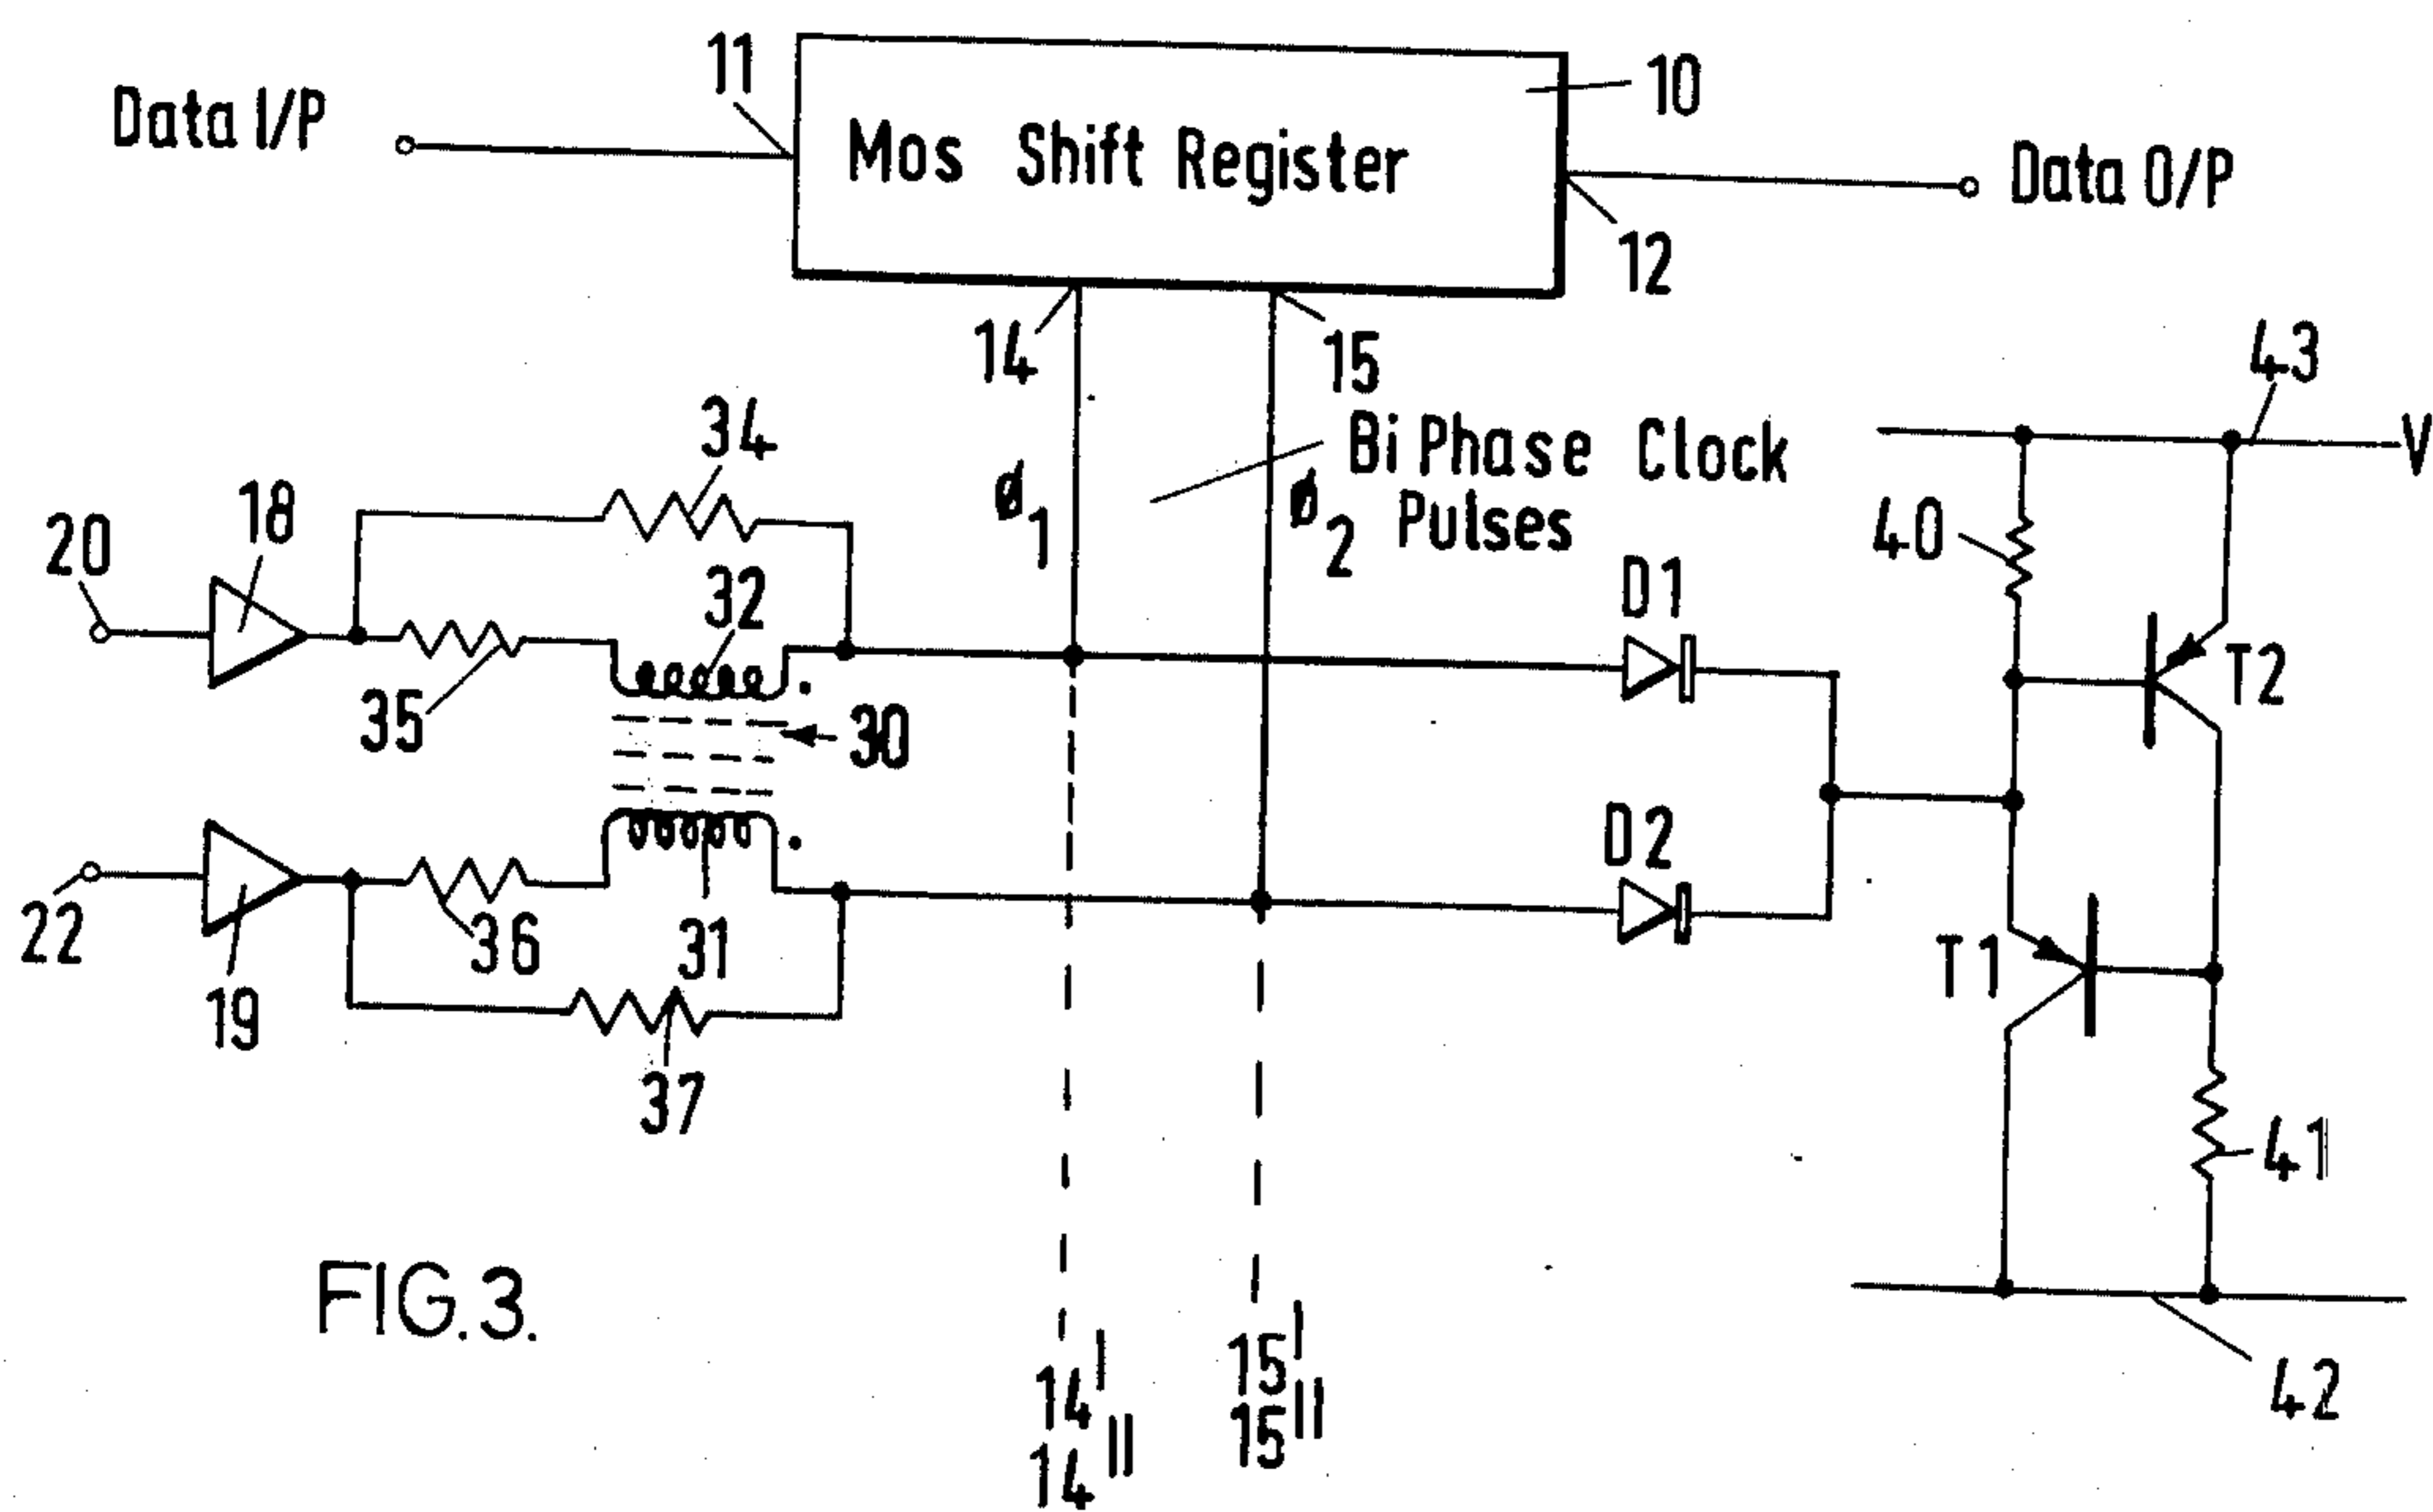 11
10
Data I/P
Mos Shift Register
Data O/P
12
14
15
43
34
Bi Phase Clock
V
ø1
ø2
Pulses
18
20
40
32
D1
T2
35
30
D2
22
36
31
T1
19
37
41
FIG.3.
15'
14'
15"
14"
42